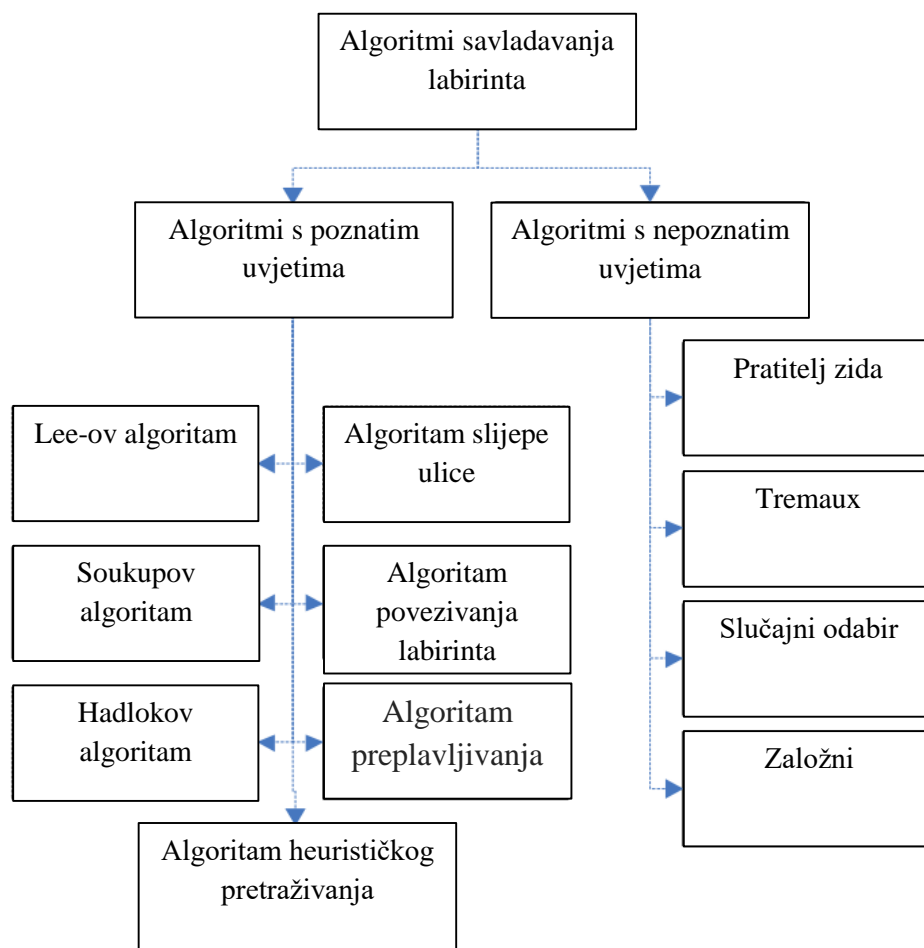 Algoritmi savladavanja
labirinta
Algoritmi s poznatim
uvjetima
Algoritmi s nepoznatim
uvjetima
Lee-ov algoritam
Algoritam slijepe
ulice
Soukupov
algoritam
Algoritam
povezivanja
labirinta
Hadlokov
algoritam
Algoritam
preplavljivanja
Algoritam heurističkog
pretraživanja
Pratitelj zida
Tremaux
Slučajni odabir
Založni